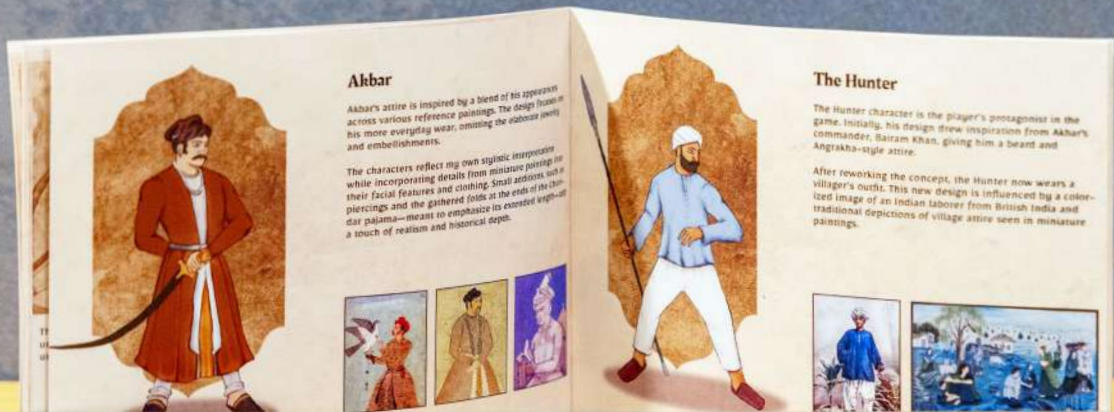 Akbar
Akbar's attire is inspired by a blend of his appearances
across various reference paintings. The design focuses on
his more everyday wear, omitting the elaborate jewelry
and embellishments.
The characters reflect my own stylistic interpretation
while incorporating details from miniature paintings into
their facial features and clothing. Small additions, such as
piercings and the gathered folds at the ends of the Churi-
dar pajama—meant to emphasize its extended length—add
a touch of realism and historical depth.
The Hunter
The Hunter character is the player's protagonist in the
game. Initially, his design drew inspiration from Akbar's
commander, Bairam Khan, giving him a beard and
Angrakha-style attire.
After reworking the concept, the Hunter now wears a
villager's outfit. This new design is influenced by a color-
ized image of an Indian laborer from British India and
traditional depictions of village attire seen in miniature
paintings.